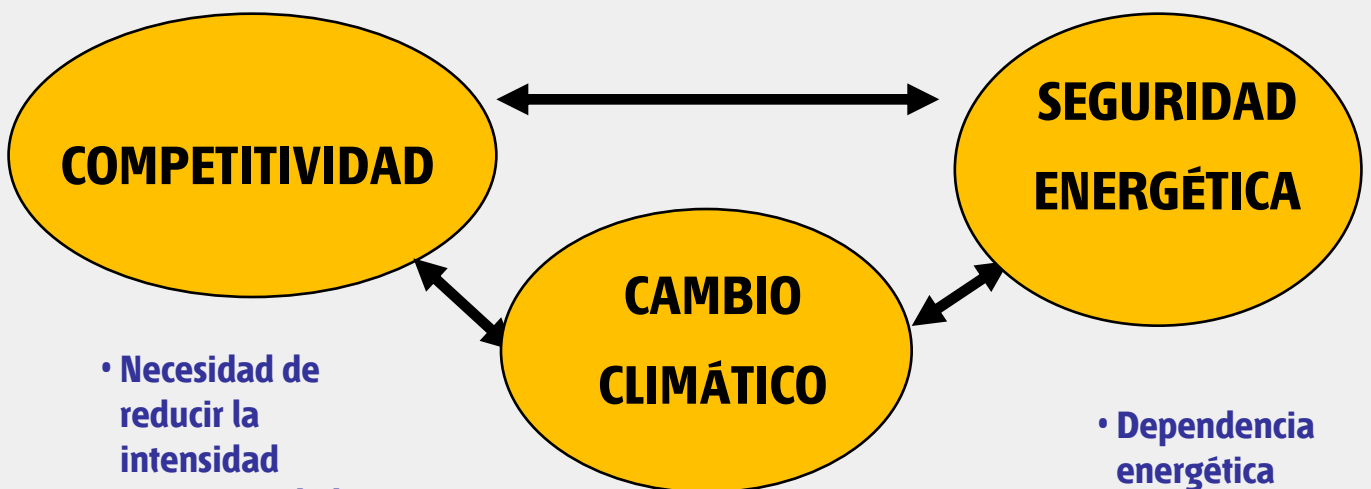 COMPETITIVIDAD
SEGURIDAD
ENERGÉTICA
CAMBIO
CLIMÁTICO
• Necesidad de
reducir la
intensidad
• Dependencia
energética